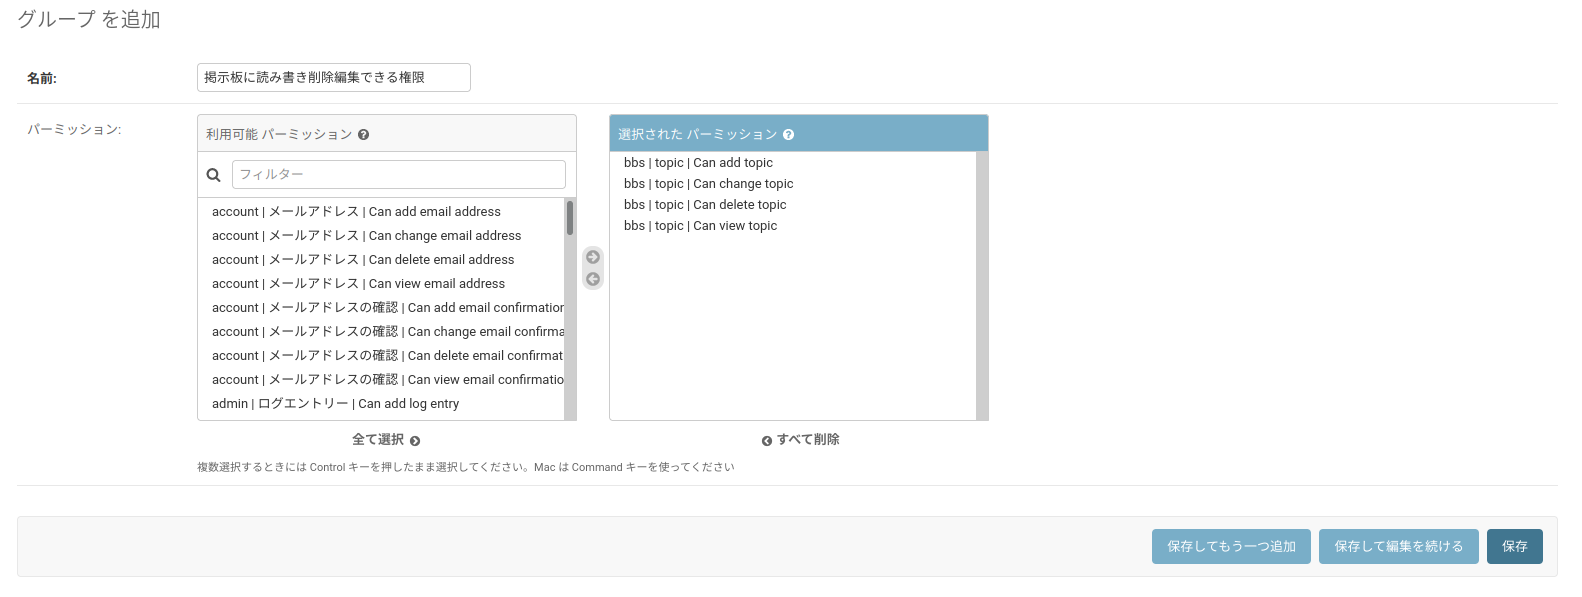 グループ を追加
名前:
掲示板に読み書き削除編集できる権限
パーミッション:
利用可能 パーミッション ?
フィルター
account | メールアドレス | Can add email address
account | メールアドレス | Can change email address
account | メールアドレス | Can delete email address
account | メールアドレス | Can view email address
account | メールアドレスの確認 | Can add email confirmation
account | メールアドレスの確認 | Can change email confirma
account | メールアドレスの確認 | Can delete email confirmat
account | メールアドレスの確認 | Can view email confirmatio
admin | ログエントリー | Can add log entry
全て選択
選択された パーミッション ?
bbs | topic | Can add topic
bbs | topic | Can change topic
bbs | topic | Can delete topic
bbs | topic | Can view topic
すべて削除
複数選択するときには Control キーを押したまま選択してください。Mac は Command キーを使ってください
保存してもう一つ追加
保存して編集を続ける
保存